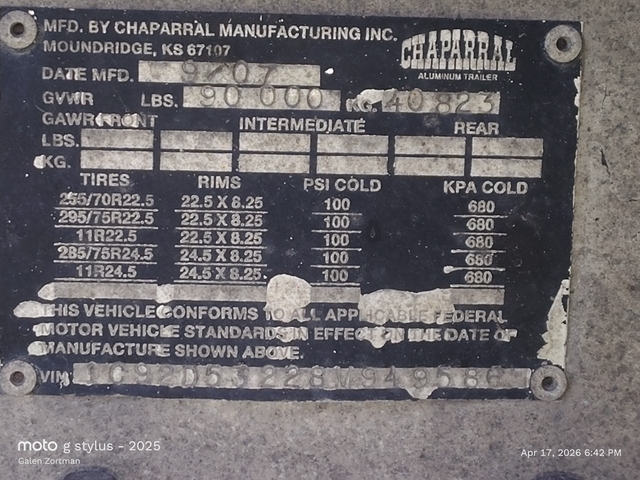 MFD. BY CHAPARRAL MANUFACTURING INC.
MOUNDRIDGE, KS 67107
CHAPARRAL
ALUMINUM TRAILER
DATE MFD. 9/07
GVWR LBS. 90 000 KG. 40 823
GAWR FRONT INTERMEDIATE REAR
LBS.
KG.
TIRES RIMS PSI COLD KPA COLD
255/70R22.5 22.5 X 8.25 100 680
295/75R22.5 22.5 X 8.25 100 680
11R22.5 22.5 X 8.25 100 680
285/75R24.5 24.5 X 8.25 100 680
11R24.5 24.5 X 8.25 100 680
THIS VEHICLE CONFORMS TO ALL APPLICABLE FEDERAL
MOTOR VEHICLE STANDARDS IN EFFECT ON THE DATE OF
MANUFACTURE SHOWN ABOVE.
VIN
moto g stylus - 2025
Galen Zortman
Apr 17, 2026 6:42 PM